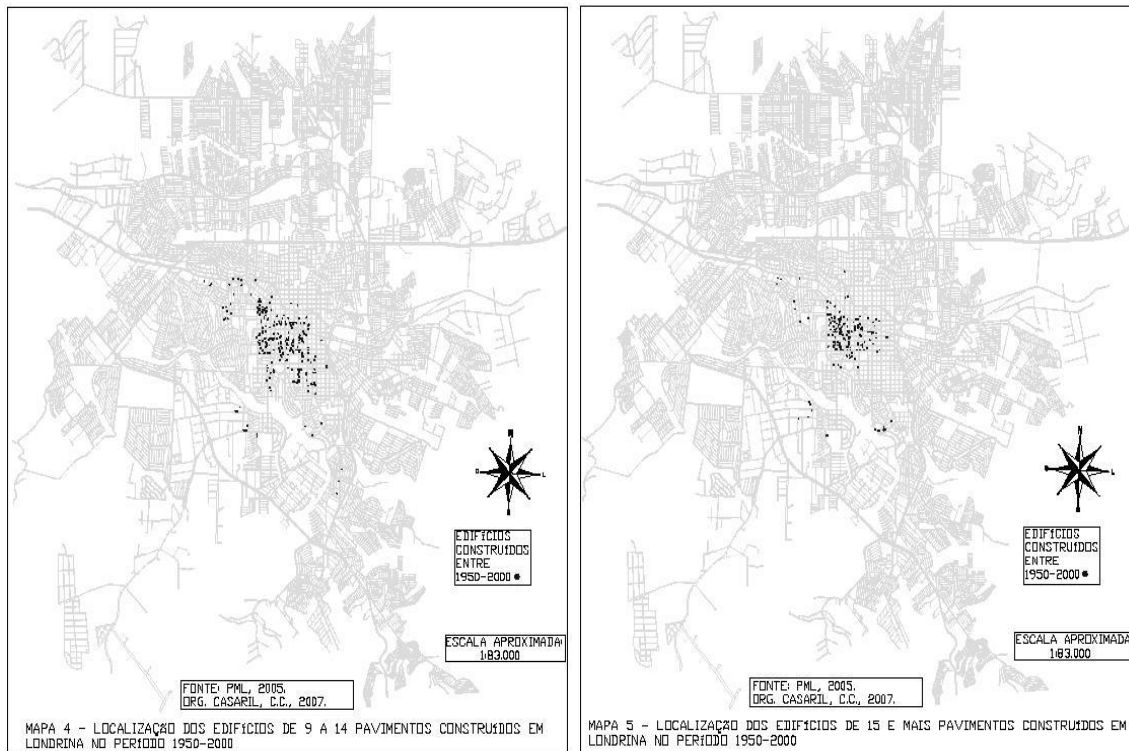 N
L
EDIFÍCIOS
CONSTRUÍDOS
ENTRE
1950-2000
ESCALA APROXIMADA:
1:83.000
FONTE: PML, 2005.
ORG. CASARIL, C.C., 2007.
MAPA 4 - LOCALIZAÇÃO DOS EDIFÍCIOS DE 9 A 14 PAVIMENTOS CONSTRUÍDOS EM
LONDRINA NO PERÍODO 1950-2000
N
L
EDIFÍCIOS
CONSTRUÍDOS
ENTRE
1950-2000
ESCALA APROXIMADA
1:83.000
FONTE: PML, 2005.
ORG. CASARIL, C.C., 2007.
MAPA 5 - LOCALIZAÇÃO DOS EDIFÍCIOS DE 15 E MAIS PAVIMENTOS CONSTRUÍDOS EM
LONDRINA NO PERÍODO 1950-2000